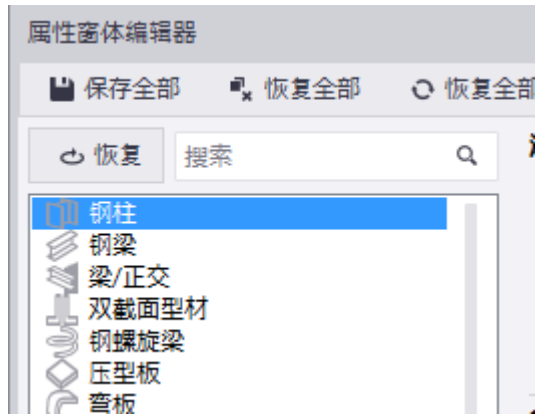 属性窗体编辑器
保存全部 恢复全部 恢复全部
恢复 搜索
钢柱
钢梁
梁/正交
双截面型材
钢螺旋梁
压型板
弯板